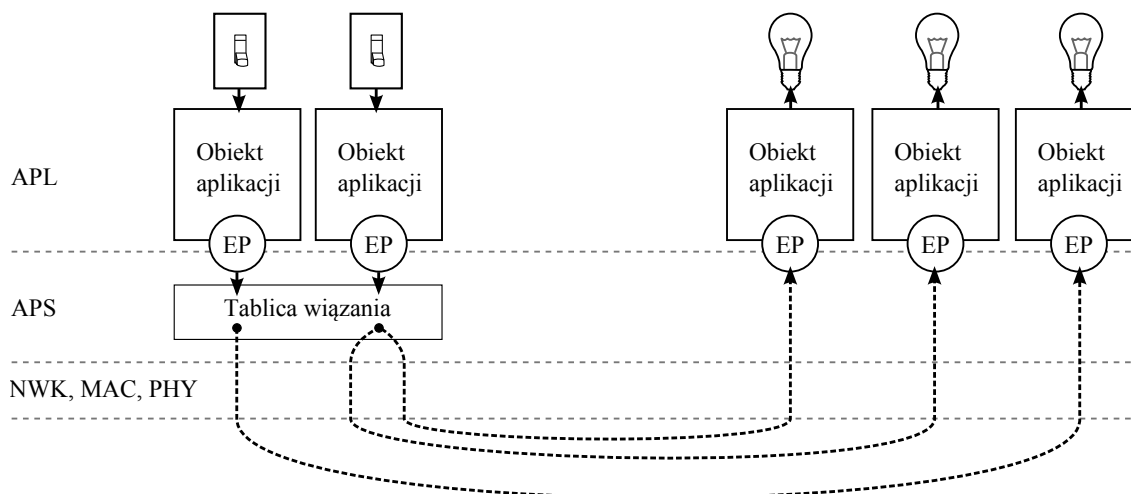 Obiekt
aplikacji
Obiekt
aplikacji
Obiekt
aplikacji
Obiekt
aplikacji
Obiekt
aplikacji
APL
EP
EP
EP
EP
EP
APS
Tablica wiązania
NWK, MAC, PHY